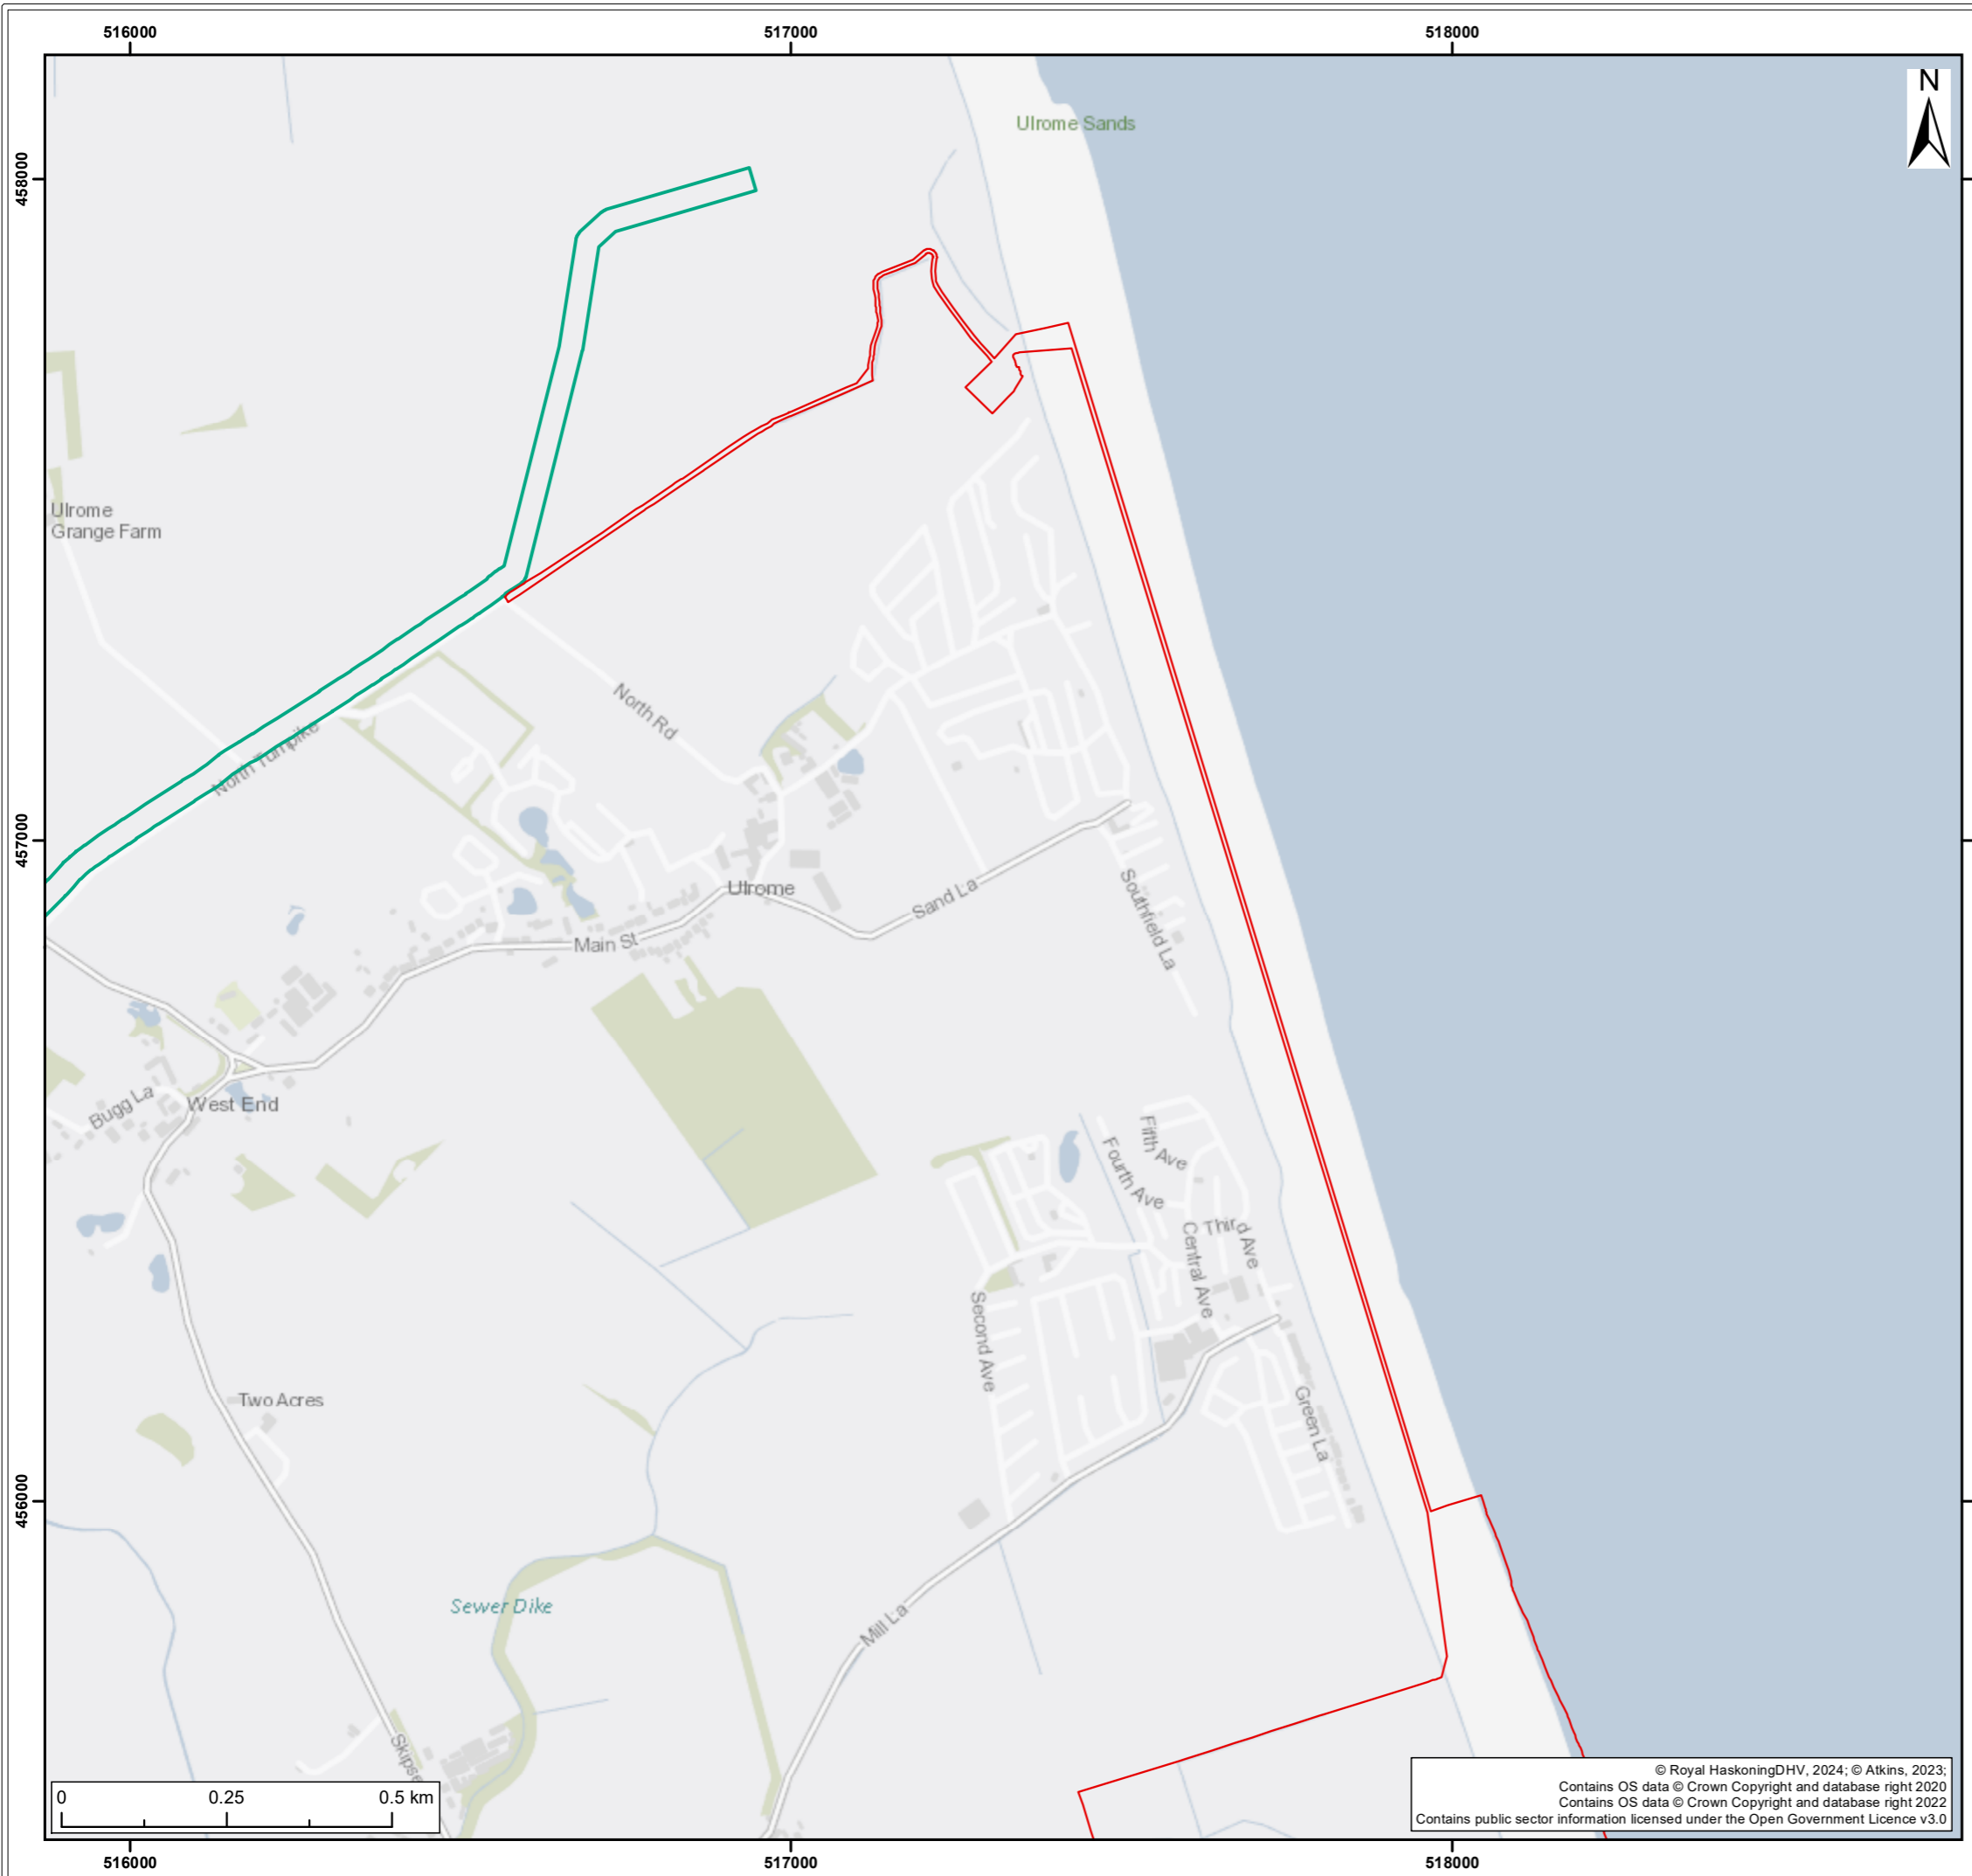 516000
517000
518000
N
Ulrome Sands
458000
Ulrome
Grange Farm
North Rd
North Turnpike
457000
Ulrome
Sand La
Southfield La
Main St
Bugg La
West End
Fifth Ave
Fourth Ave
Third Ave
Central Ave
Second Ave
Two Acres
Green La
456000
Sewer Dike
Mill La
Skipse
0
0.25
0.5 km
© Royal HaskoningDHV, 2024; © Atkins, 2023;
Contains OS data © Crown Copyright and database right 2020
Contains OS data © Crown Copyright and database right 2022
Contains public sector information licensed under the Open Government Licence v3.0
516000
517000
518000